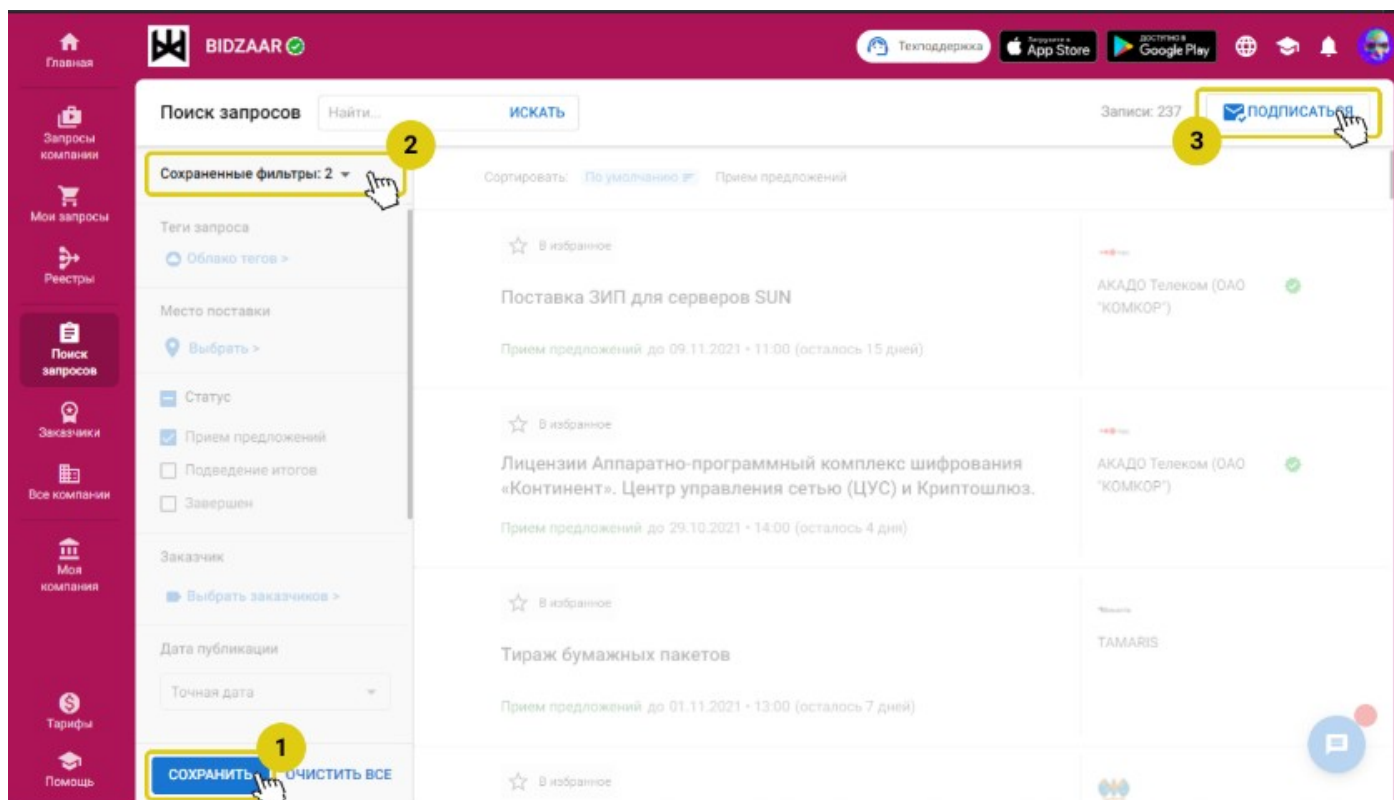 Главная
BIDZAAR
Техподдержка
Загрузите в
App Store
ДОСТУПНО В
Google Play
Запросы
компании
Мои запросы
Реестры
Поиск
запросов
Заказчики
Все компании
Моя
компания
Тарифы
Помощь
Поиск запросов
Найти...
ИСКАТЬ
Записи: 237
ПОДПИСАТЬСЯ
3
2
Сохраненные фильтры: 2
Теги запроса
Облако тегов >
Место поставки
Выбрать >
Статус
Прием предложений
Подведение итогов
Завершен
Заказчик
Выбрать заказчиков >
Дата публикации
Точная дата
1
СОХРАНИТЬ
ОЧИСТИТЬ ВСЕ
Сортировать: По умолчанию Прием предложений
В избранное
Поставка ЗИП для серверов SUN
Прием предложений до 09.11.2021 • 11:00 (осталось 15 дней)
АКАДО Телеком (ОАО
"КОМКОР")
В избранное
Лицензии Аппаратно-программный комплекс шифрования
«Континент». Центр управления сетью (ЦУС) и Криптошлюз.
Прием предложений до 29.10.2021 • 14:00 (осталось 4 дня)
АКАДО Телеком (ОАО
"КОМКОР")
В избранное
Тираж бумажных пакетов
Прием предложений до 01.11.2021 • 13:00 (осталось 7 дней)
TAMARIS
В избранное